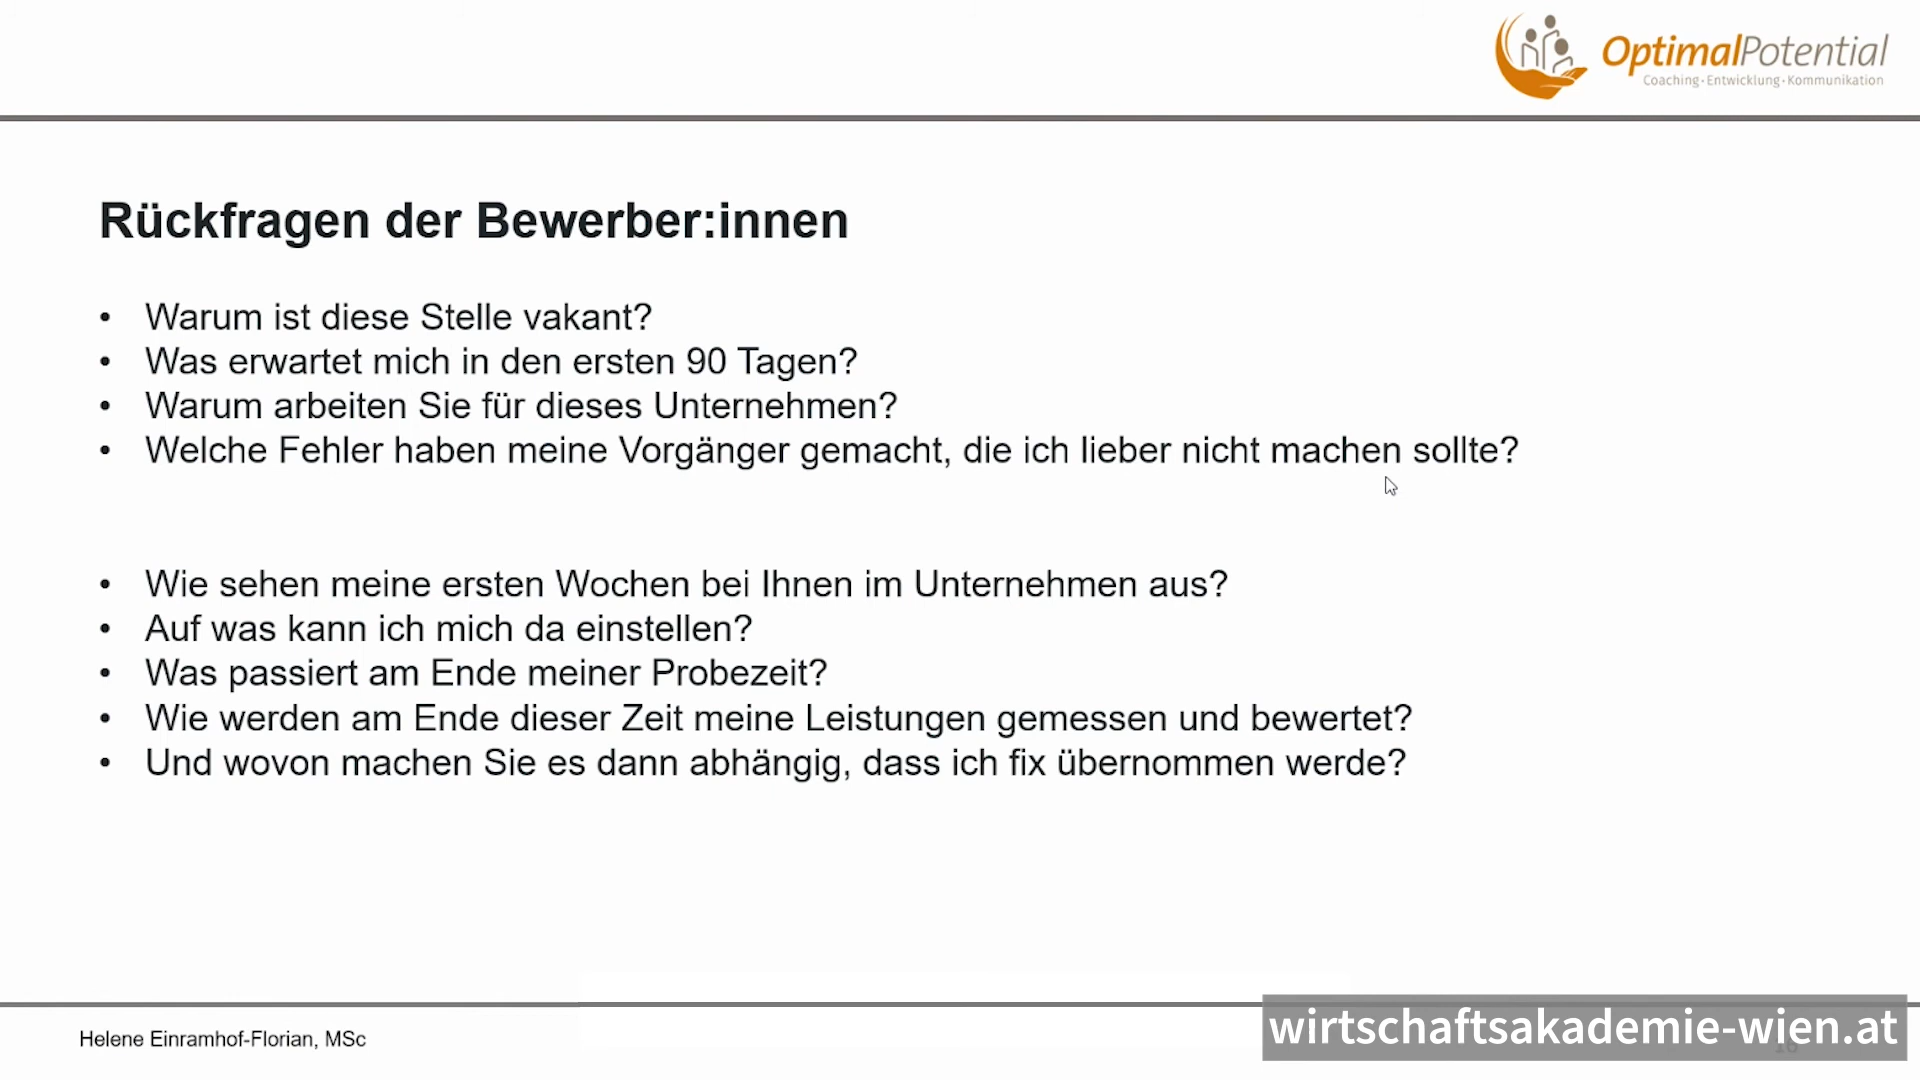 OptimalPotential
Coaching • Entwicklung • Kommunikation
Rückfragen der Bewerber:innen
• Warum ist diese Stelle vakant?
• Was erwartet mich in den ersten 90 Tagen?
• Warum arbeiten Sie für dieses Unternehmen?
• Welche Fehler haben meine Vorgänger gemacht, die ich lieber nicht machen sollte?
• Wie sehen meine ersten Wochen bei Ihnen im Unternehmen aus?
• Auf was kann ich mich da einstellen?
• Was passiert am Ende meiner Probezeit?
• Wie werden am Ende dieser Zeit meine Leistungen gemessen und bewertet?
• Und wovon machen Sie es dann abhängig, dass ich fix übernommen werde?
Helene Einramhof-Florian, MSc
wirtschaftsakademie-wien.at